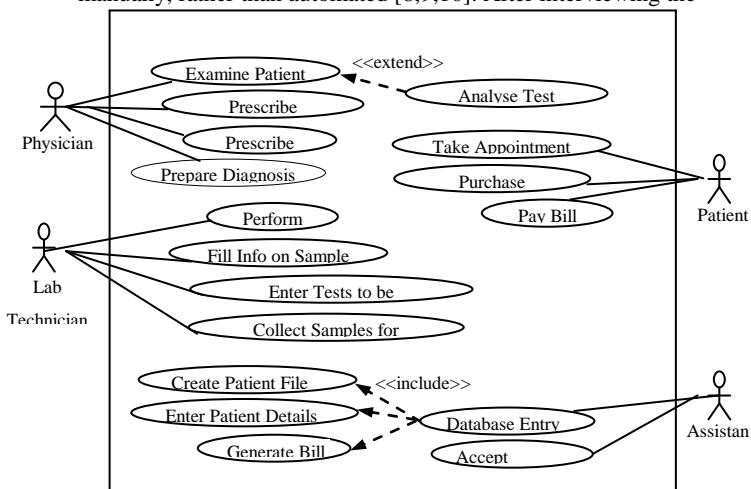 manually, rather than automated [8,9,10]. After interviewing the
<<extend>>
Examine Patient
Analyse Test
Prescribe
Physician
Prescribe
Take Appointment
Prepare Diagnosis
Purchase
Patient
Pay Bill
Perform
Fill Info on Sample
Lab
Technician
Enter Tests to be
Collect Samples for
Create Patient File
<<include>>
Enter Patient Details
Database Entry
Assistan
Generate Bill
Accept